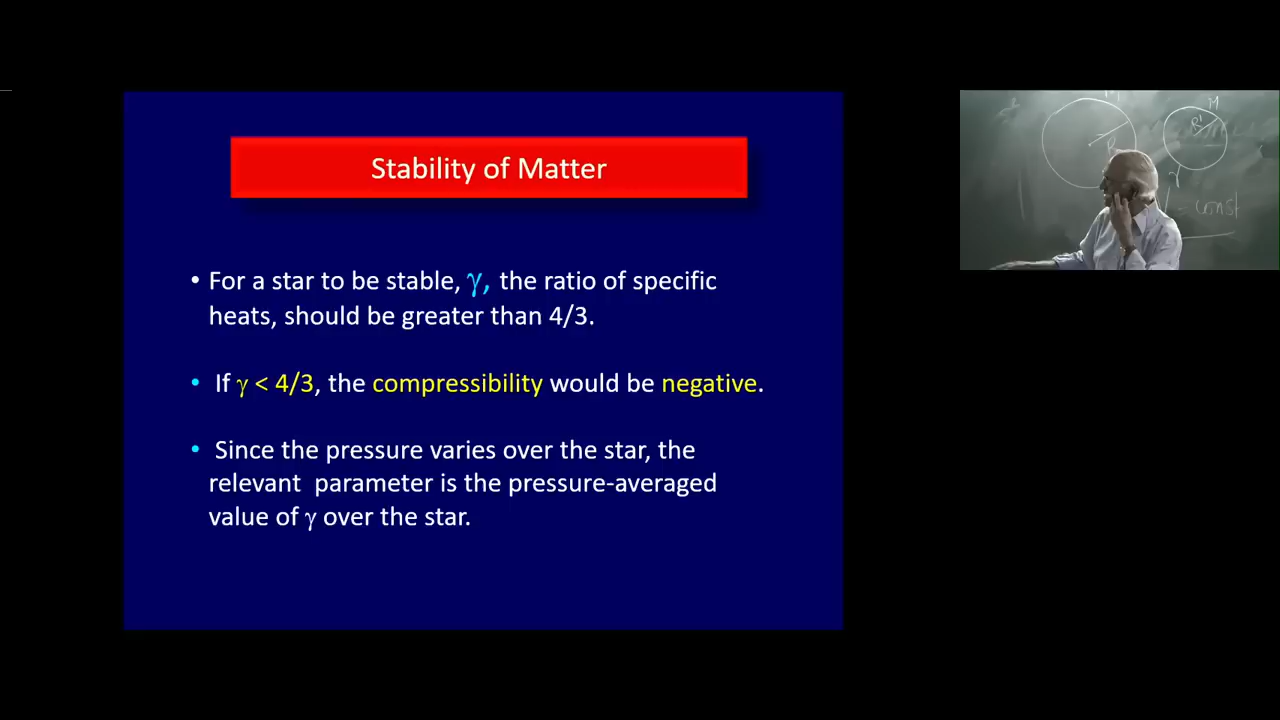 Stability of Matter
• For a star to be stable, γ, the ratio of specific
heats, should be greater than 4/3.
• If γ < 4/3, the compressibility would be negative.
• Since the pressure varies over the star, the
relevant parameter is the pressure-averaged
value of γ over the star.
M
R'
R
γ
= const